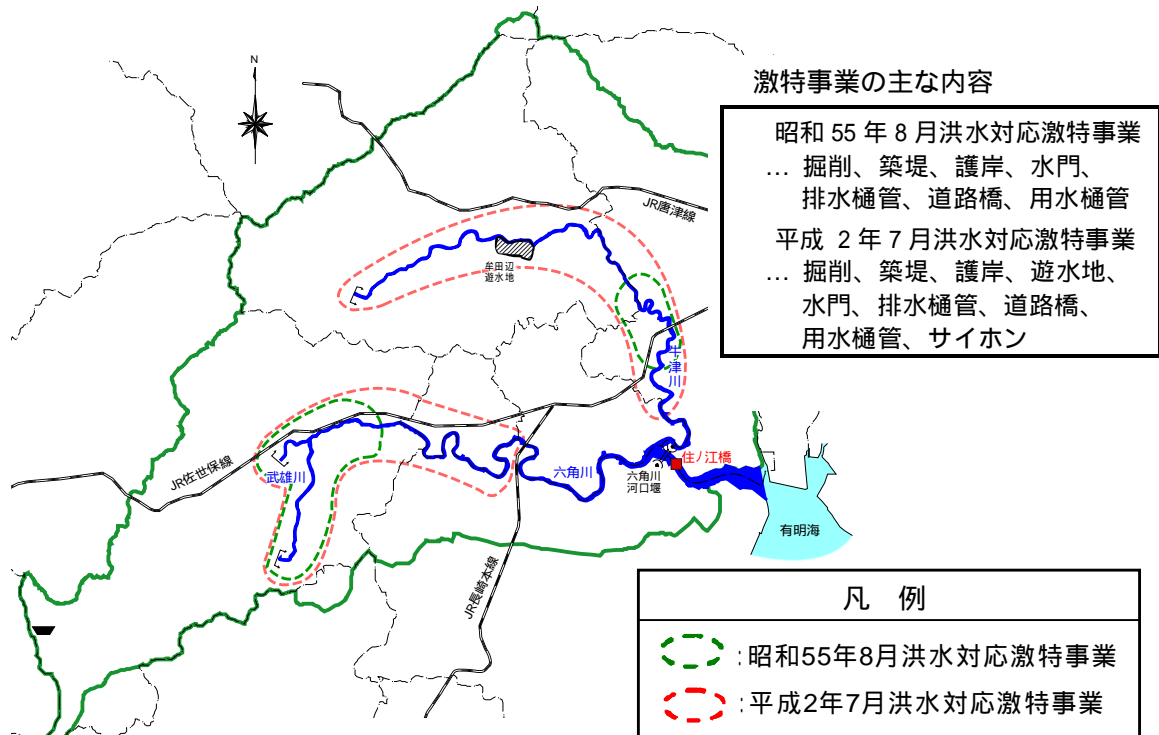 激特事業の主な内容
昭和 55 年 8 月洪水対応激特事業
… 掘削、築堤、護岸、水門、
排水樋管、道路橋、用水樋管
平成 2 年 7 月洪水対応激特事業
… 掘削、築堤、護岸、遊水地、
水門、排水樋管、道路橋、
用水樋管、サイホン
N
JR唐津線
牟田辺
遊水地
牛津川
JR佐世保線
武雄川
六角川
六角川
河口堰
住ノ江橋
有明海
JR長崎本線
凡 例
:昭和55年8月洪水対応激特事業
:平成2年7月洪水対応激特事業